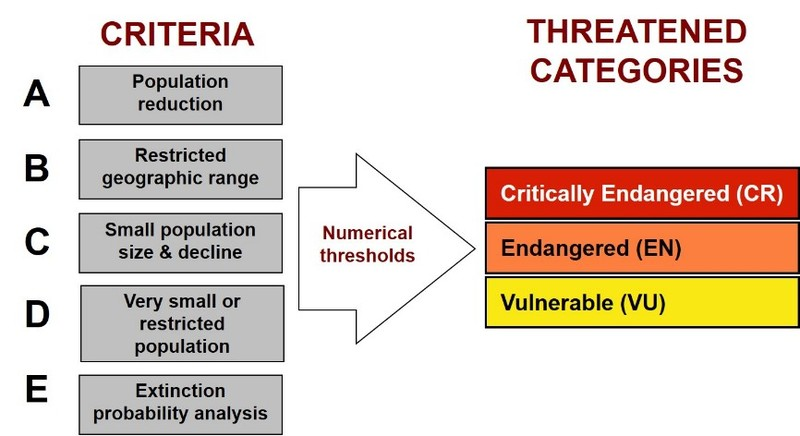 CRITERIA
A
Population
reduction
B
Restricted
geographic range
C
Small population
size & decline
D
Very small or
restricted
population
E
Extinction
probability analysis
Numerical
thresholds
THREATENED
CATEGORIES
Critically Endangered (CR)
Endangered (EN)
Vulnerable (VU)